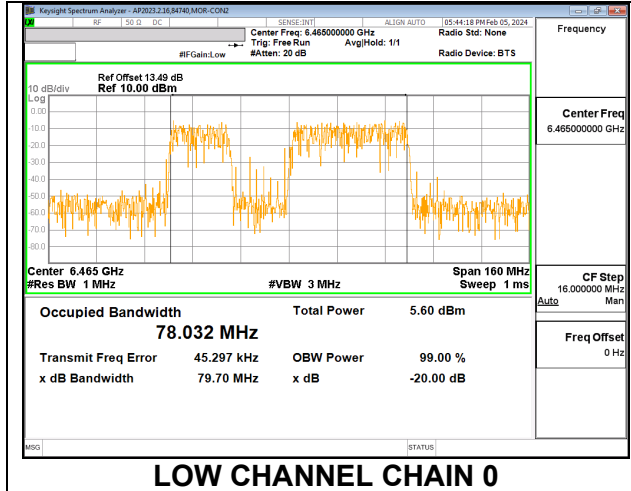 Keysight Spectrum Analyzer - AP2023.2.16,84740,MOR-CON2
RF 50 Ω DC SENSE:INT ALIGN AUTO 05:44:18 PM Feb 05, 2024
Center Freq: 6.465000000 GHz Radio Std: None
Trig: Free Run Avg|Hold: 1/1
#IFGain:Low #Atten: 20 dB Radio Device: BTS
Frequency
Ref Offset 13.49 dB
10 dB/div Ref 10.00 dBm
Log
0.00
-10.0
-20.0
-30.0
-40.0
-50.0
-60.0
-70.0
-80.0
Center Freq
6.465000000 GHz
Center 6.465 GHz Span 160 MHz
#Res BW 1 MHz #VBW 3 MHz Sweep 1 ms
CF Step
16.000000 MHz
Auto Man
Freq Offset
0 Hz
Occupied Bandwidth Total Power 5.60 dBm
78.032 MHz
Transmit Freq Error 45.297 kHz OBW Power 99.00 %
x dB Bandwidth 79.70 MHz x dB -20.00 dB
MSG STATUS
LOW CHANNEL CHAIN 0